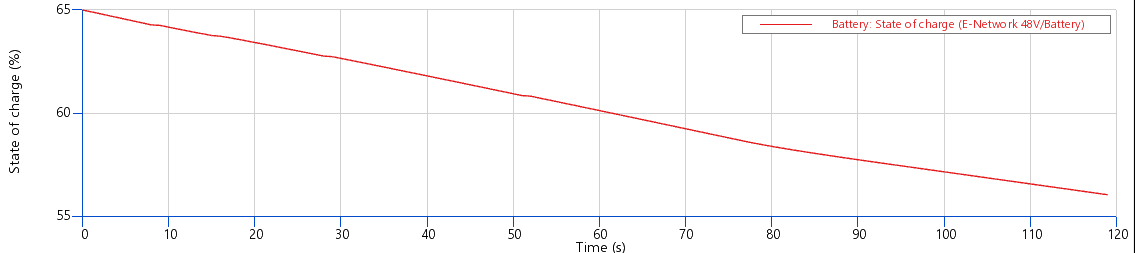 65
Battery: State of charge (E-Network 48V/Battery)
State of charge (%)
60
55
0 10 20 30 40 50 60 70 80 90 100 110 120
Time (s)